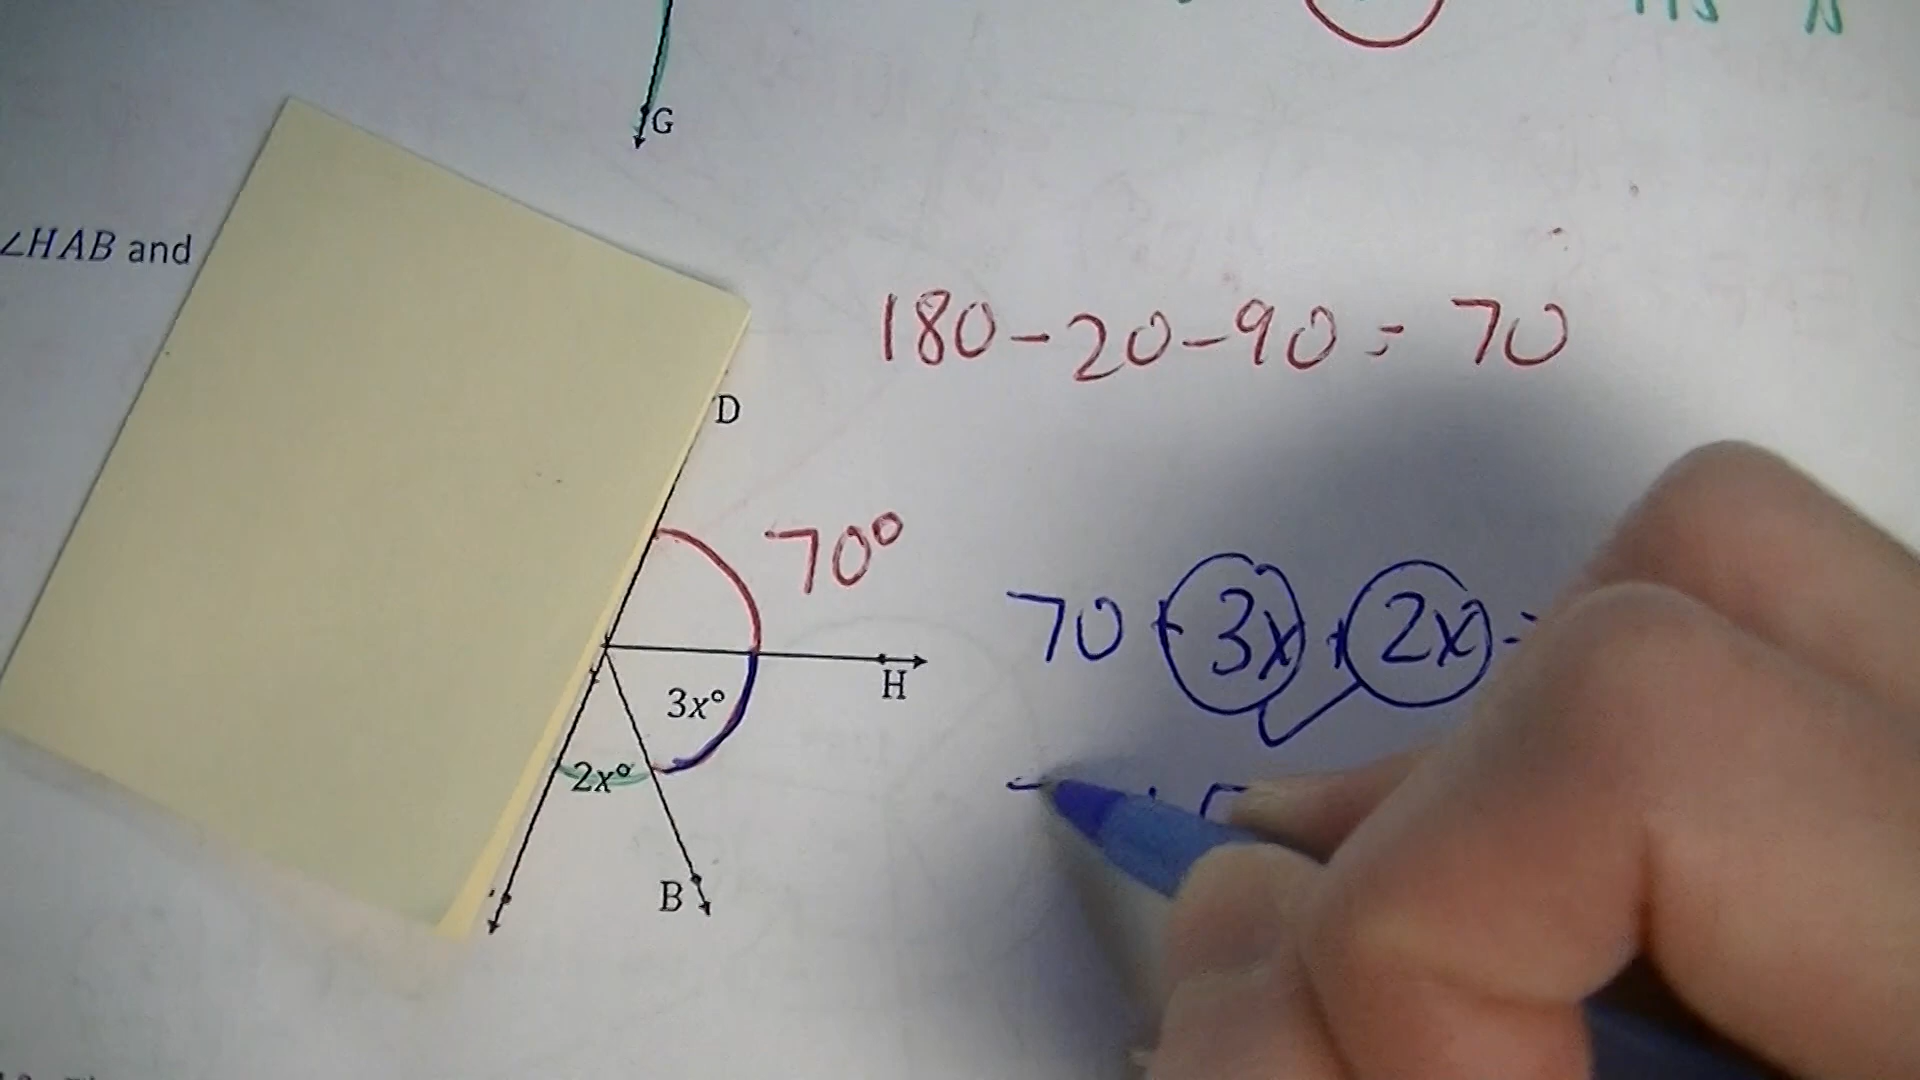 G
∠HAB and
180-20-90 = 70
D
70°
70 + 3x + 2x =
H
3x°
2x°
B